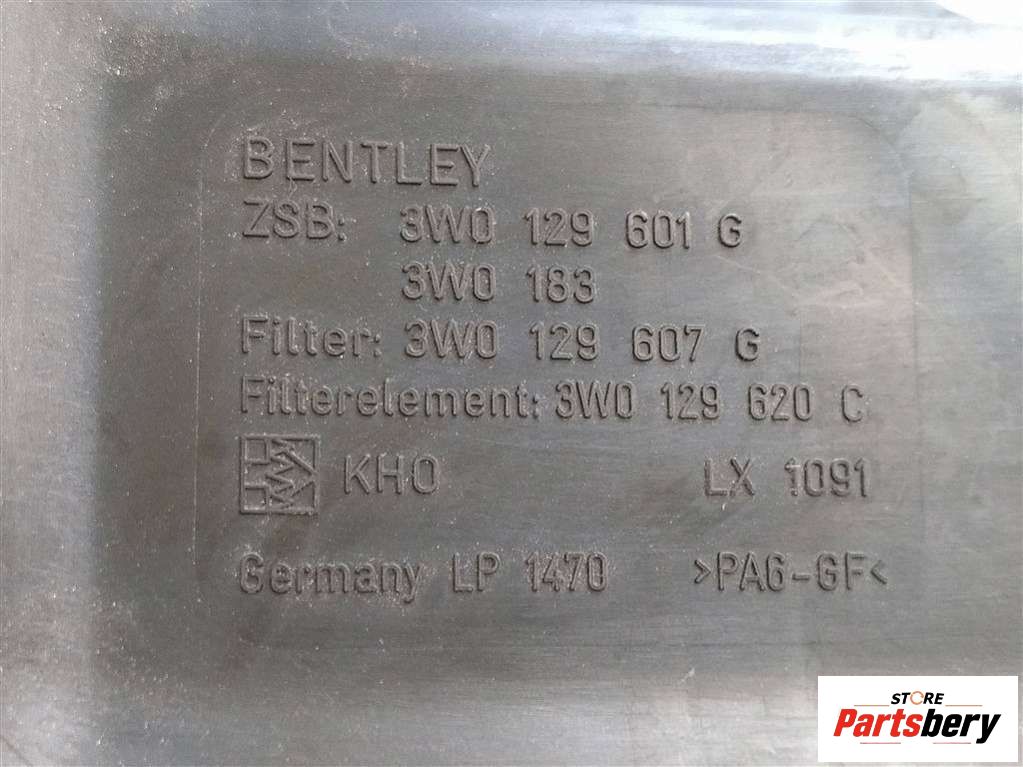 BENTLEY
ZSB: 3W0 129 601 G
3W0 183
Filter: 3W0 129 607 G
Filterelement: 3W0 129 620 C
KHO LX 1091
Germany LP 1470 >PA6-GF<
STORE
Partsbery